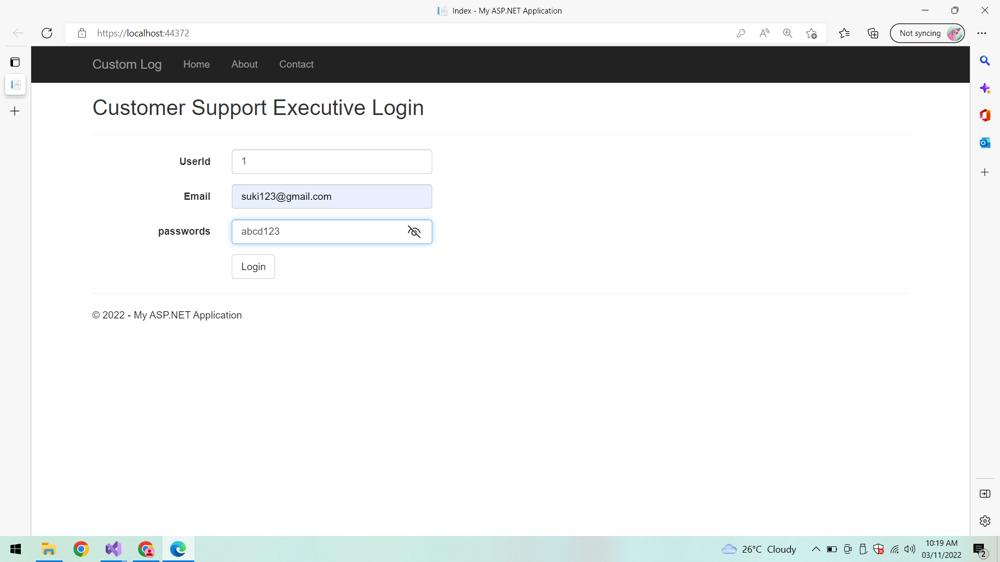 Index - My ASP.NET Application
https://localhost:44372
Not syncing
Custom Log Home About Contact
Customer Support Executive Login
UserId 1
Email suki123@gmail.com
passwords abcd123
Login
© 2022 - My ASP.NET Application
26°C Cloudy
10:19 AM
03/11/2022
2